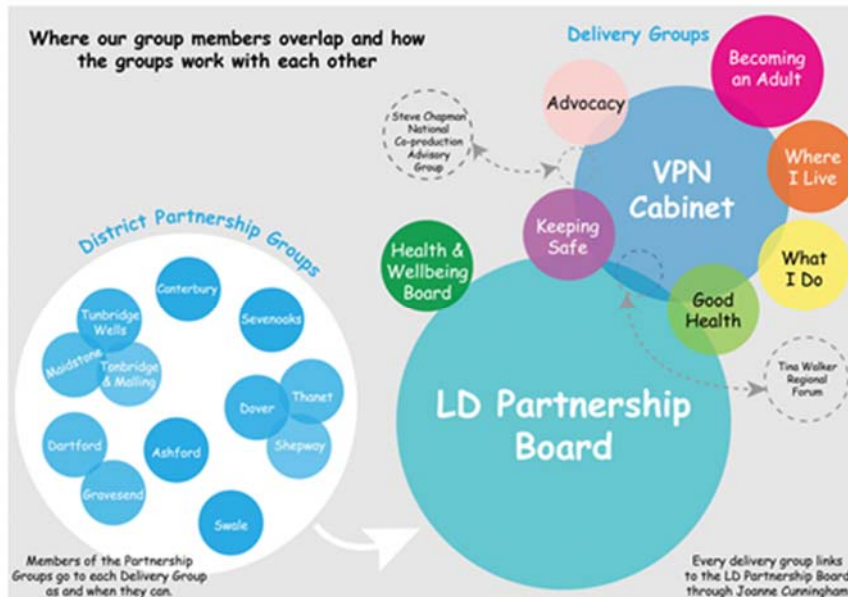 Where our group members overlap and how
the groups work with each other
Delivery Groups
Becoming
an Adult
Advocacy
Steve Chapman
National
Co-production
Advisory
Group
VPN
Cabinet
Where
I Live
Keeping
Safe
District Partnership Groups
Health &
Wellbeing
Board
What
I Do
Good
Health
Canterbury
Sevenoaks
Tunbridge
Wells
Maidstone
Tonbridge
& Malling
Tina Walker
Regional
Forum
Thanet
Dover
LD Partnership
Board
Shepway
Dartford
Ashford
Gravesend
Swale
Members of the Partnership
Groups go to each Delivery Group
as and when they can.
Every delivery group links
to the LD Partnership Board
through Joanne Cunningham